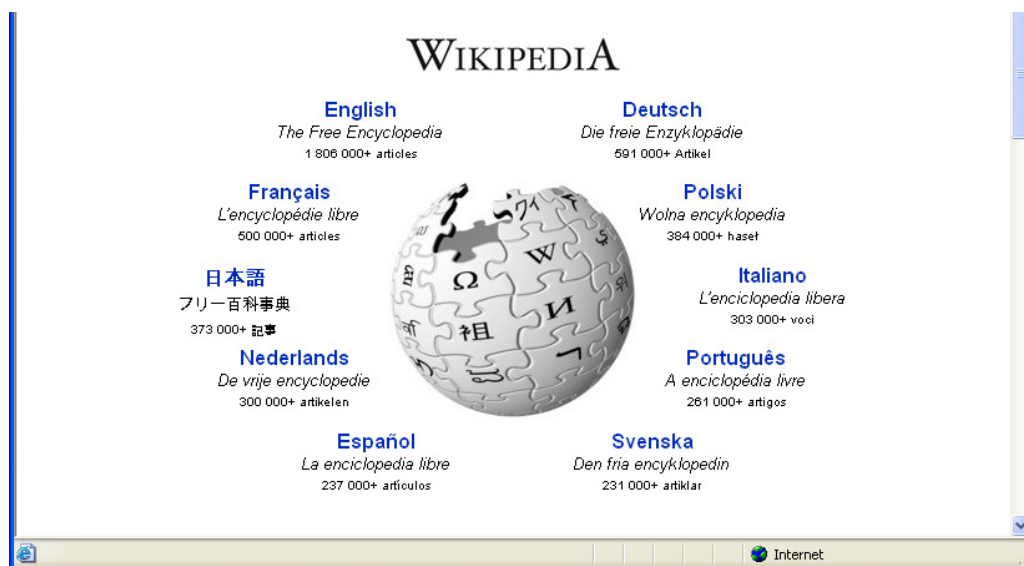 WIKIPEDIA
English
The Free Encyclopedia
1 806 000+ articles
Deutsch
Die freie Enzyklopädie
591 000+ Artikel
Français
L'encyclopédie libre
500 000+ articles
Polski
Wolna encyklopedia
384 000+ haseł
日本語
フリー百科事典
373 000+ 記事
Italiano
L'enciclopedia libera
303 000+ voci
Nederlands
De vrije encyclopedie
300 000+ artikelen
Português
A enciclopédia livre
261 000+ artigos
Español
La enciclopedia libre
237 000+ artículos
Svenska
Den fria encyklopedin
231 000+ artiklar
Ω W
祖 И
Internet